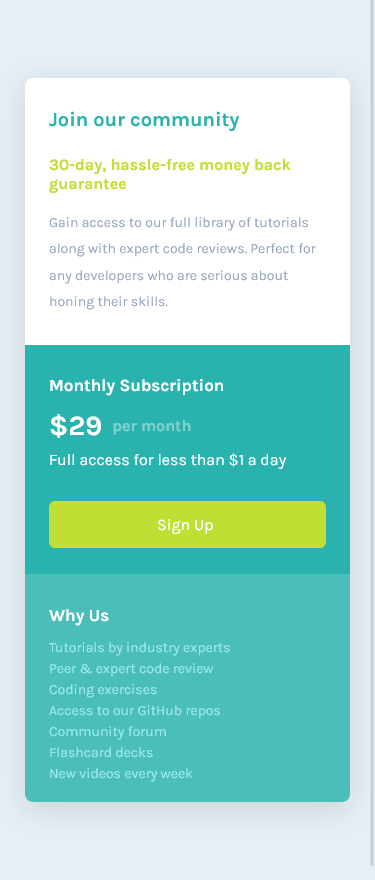 Join our community
30-day, hassle-free money back
guarantee
Gain access to our full library of tutorials
along with expert code reviews. Perfect for
any developers who are serious about
honing their skills.
Monthly Subscription
$29 per month
Full access for less than $1 a day
Sign Up
Why Us
Tutorials by industry experts
Peer & expert code review
Coding exercises
Access to our GitHub repos
Community forum
Flashcard decks
New videos every week